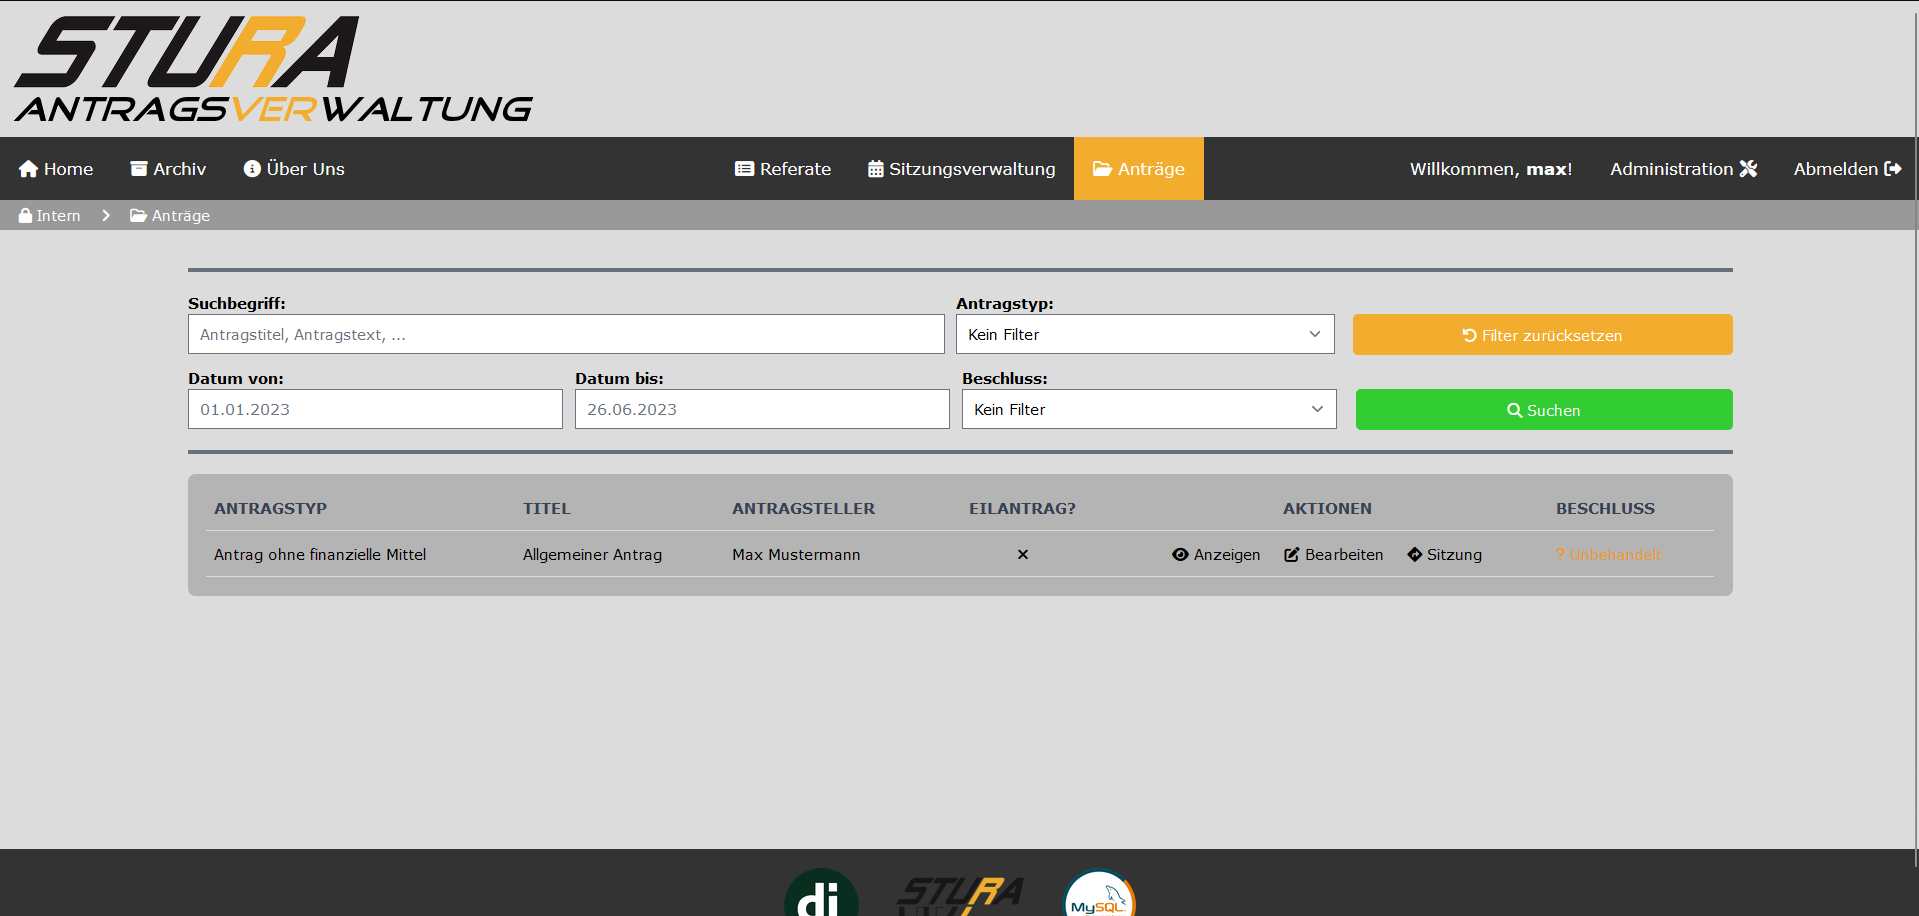 STURA
ANTRAGSVERWALTUNG
Home Archiv Über Uns Referate Sitzungsverwaltung Anträge Willkommen, max! Administration Abmelden
Intern Anträge
Suchbegriff: Antragstyp:
Antragstitel, Antragstext, ... Kein Filter Filter zurücksetzen
Datum von: Datum bis: Beschluss:
01.01.2023 26.06.2023 Kein Filter Suchen
ANTRAGSTYP TITEL ANTRAGSTELLER EILANTRAG? AKTIONEN BESCHLUSS
Antrag ohne finanzielle Mittel Allgemeiner Antrag Max Mustermann Anzeigen Bearbeiten Sitzung ? Unbehandelt
dj STURA MySQL